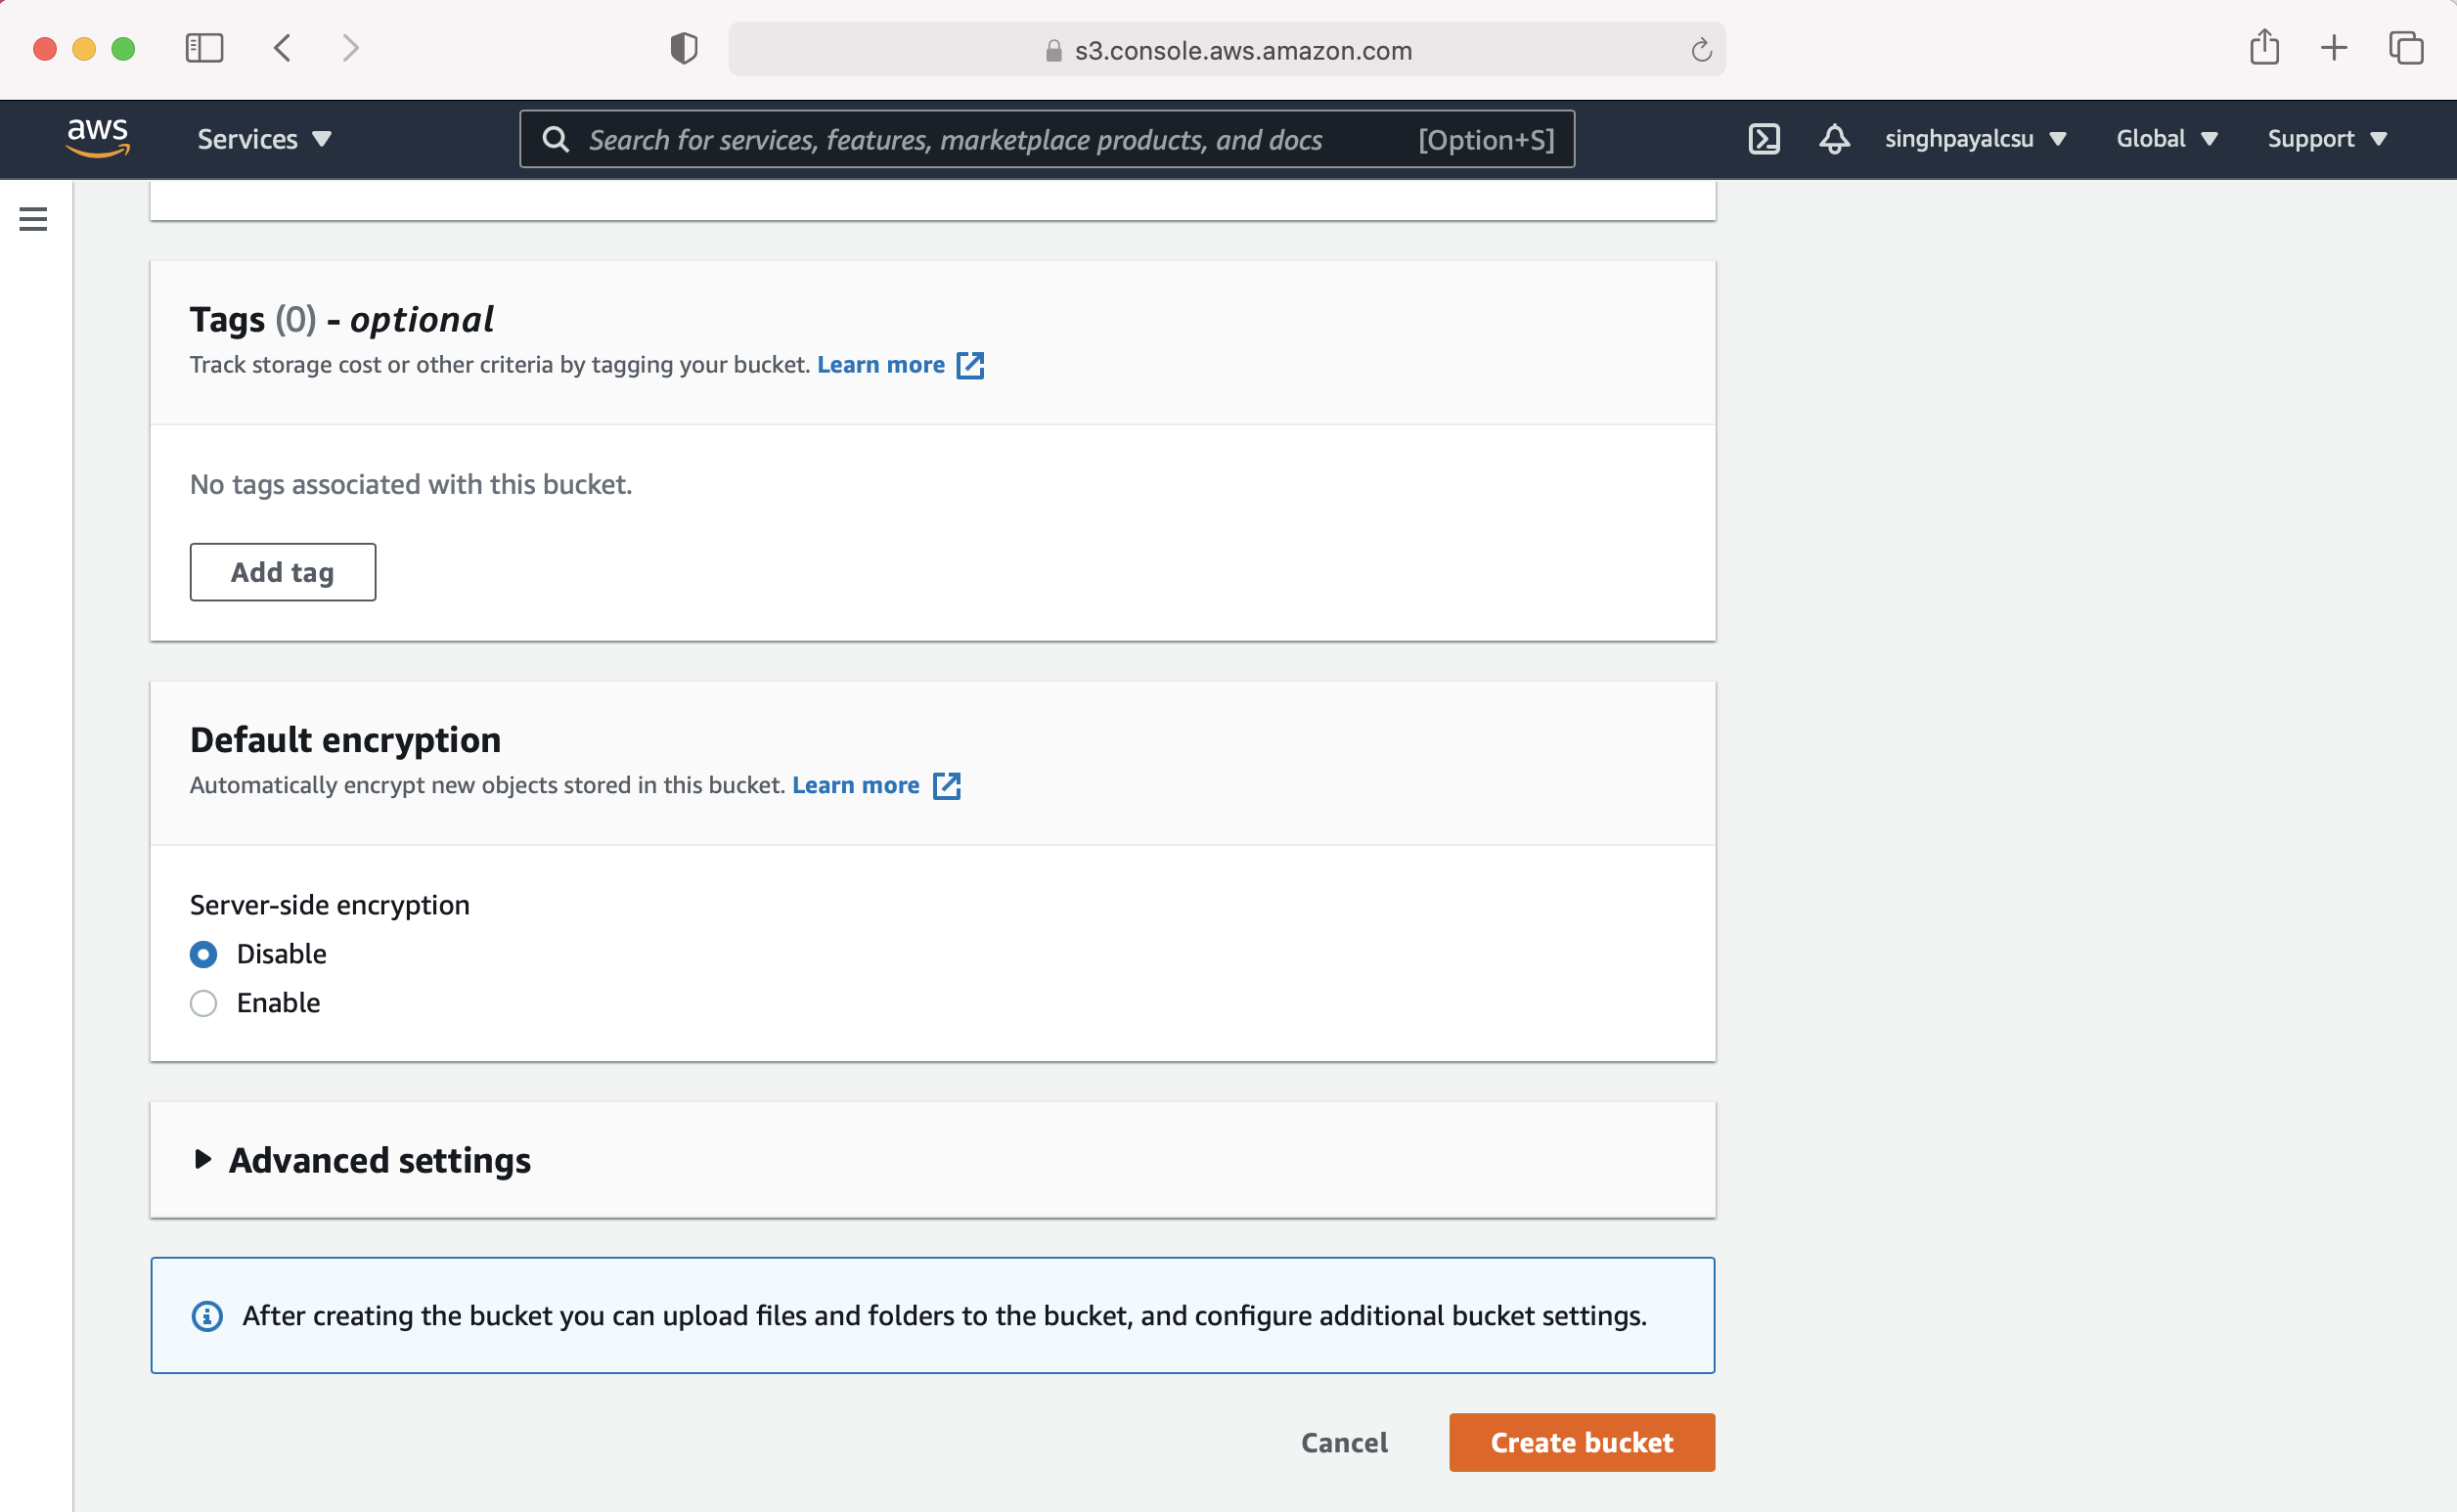 s3.console.aws.amazon.com
aws Services Search for services, features, marketplace products, and docs [Option+S] singhpayalcsu Global Support
Tags (0) - optional
Track storage cost or other criteria by tagging your bucket. Learn more
No tags associated with this bucket.
Add tag
Default encryption
Automatically encrypt new objects stored in this bucket. Learn more
Server-side encryption
Disable
Enable
Advanced settings
After creating the bucket you can upload files and folders to the bucket, and configure additional bucket settings.
Cancel Create bucket